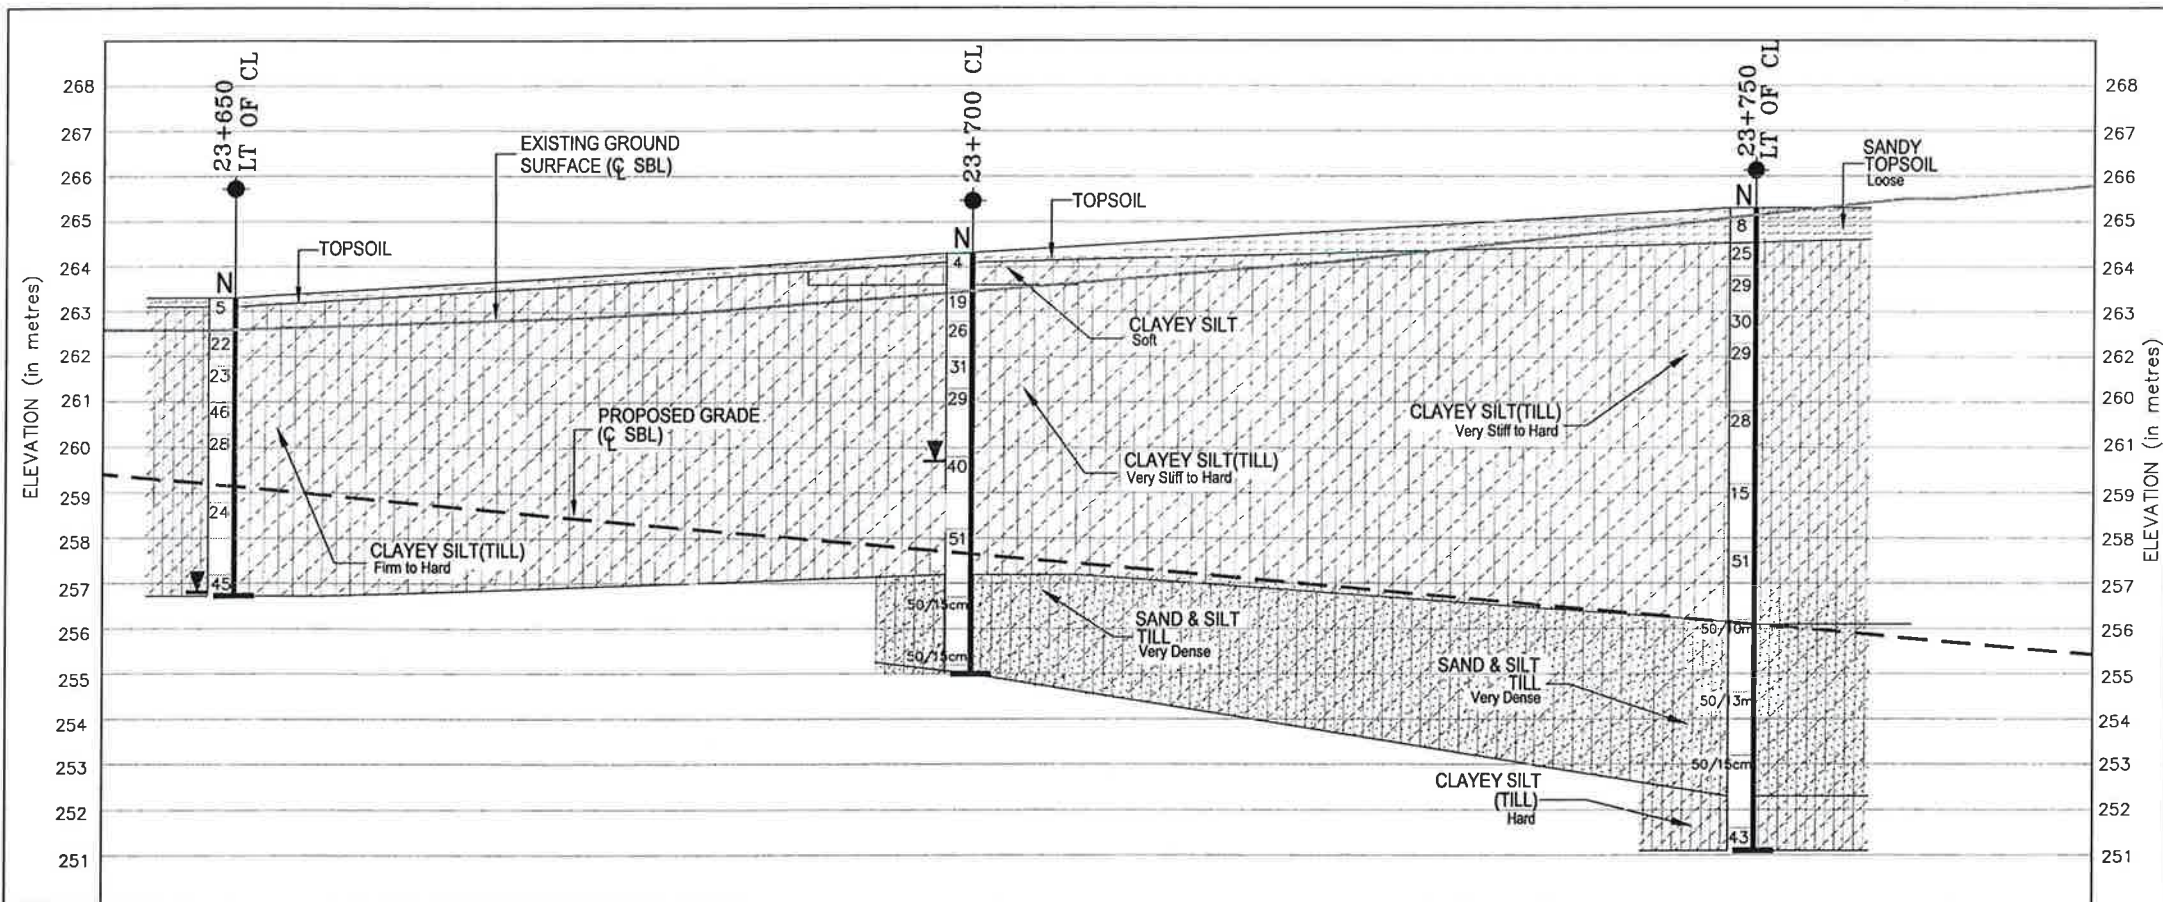 23+650
LT OF CL
23+700 CL
23+750
LT OF CL
268
267
266
265
264
263
262
261
260
259
258
257
256
255
254
253
252
251
ELEVATION (in metres)
EXISTING GROUND
SURFACE (℄ SBL)
TOPSOIL
TOPSOIL
SANDY
TOPSOIL
Loose
N
5
22
23
46
28
24
45
N
4
19
26
31
29
40
51
50/15cm
50/15cm
N
8
25
29
30
29
28
15
51
50/10m
50/13m
50/15cm
43
CLAYEY SILT
Soft
PROPOSED GRADE
(℄ SBL)
CLAYEY SILT(TILL)
Very Stiff to Hard
CLAYEY SILT(TILL)
Very Stiff to Hard
CLAYEY SILT(TILL)
Firm to Hard
SAND & SILT
TILL
Very Dense
SAND & SILT
TILL
Very Dense
CLAYEY SILT
(TILL)
Hard
268
267
266
265
264
263
262
260
261
259
258
257
256
255
254
253
252
251
ELEVATION (in metres)